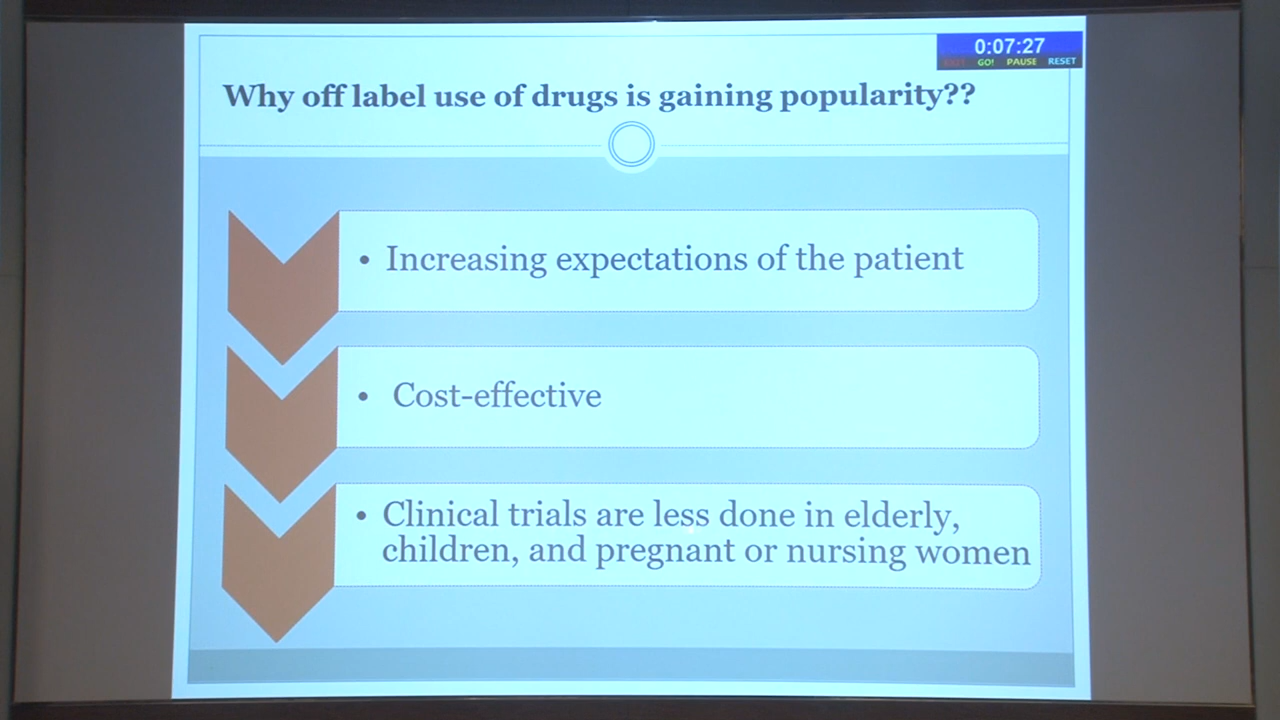 0:07:27
EXIT GO! PAUSE RESET
Why off label use of drugs is gaining popularity??
• Increasing expectations of the patient
• Cost-effective
• Clinical trials are less done in elderly,
children, and pregnant or nursing women